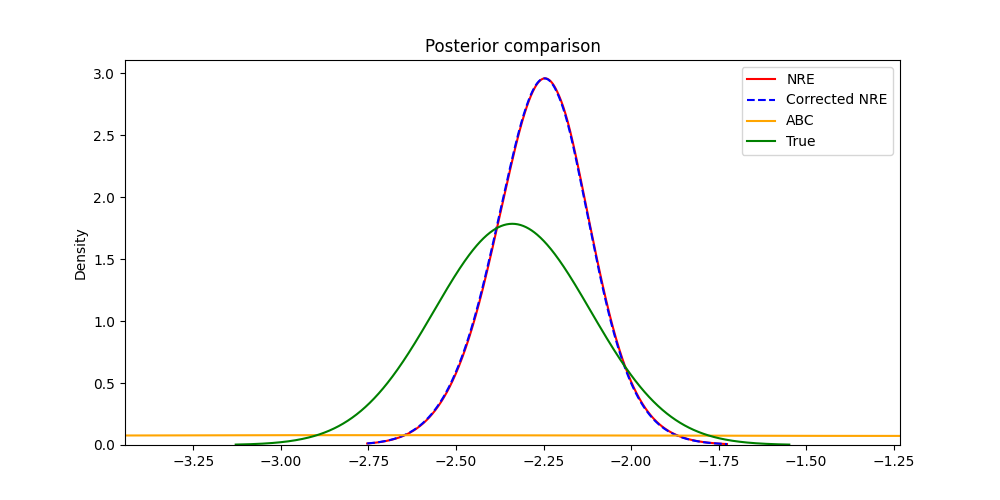 Posterior comparison
NRE
Corrected NRE
ABC
True
Density
3.0
2.5
2.0
1.5
1.0
0.5
0.0
−3.25 −3.00 −2.75 −2.50 −2.25 −2.00 −1.75 −1.50 −1.25